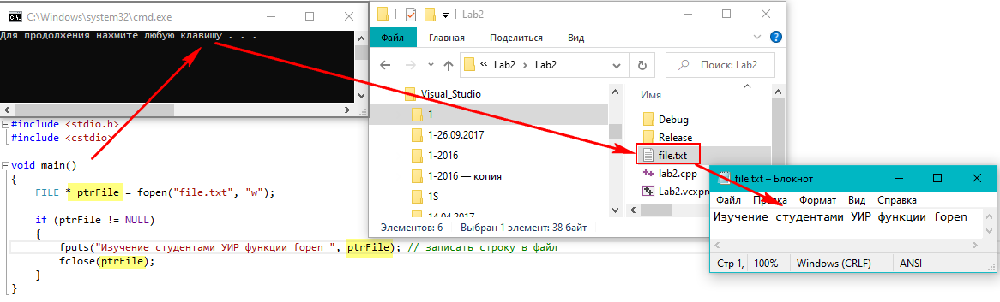 C:\Windows\system32\cmd.exe
Для продолжения нажмите любую клавишу . . .
#include <stdio.h>
#include <cstdio>
void main()
{
FILE * ptrFile = fopen("file.txt", "w");
if (ptrFile != NULL)
{
fputs("Изучение студентами УИР функции fopen ", ptrFile); // записать строку в файл
fclose(ptrFile);
}
}
Lab2
Файл Главная Поделиться Вид
« Lab2 › Lab2
Поиск: Lab2
Visual_Studio
1
1-26.09.2017
1-2016
1-2016 — копия
1S
14.04.2017
Имя
Debug
Release
file.txt
lab2.cpp
Lab2.vcxpro
Элементов: 6 Выбран 1 элемент: 38 байт
file.txt – Блокнот
Файл Правка Формат Вид Справка
Изучение студентами УИР функции fopen
Стр 1, 100% Windows (CRLF) ANSI